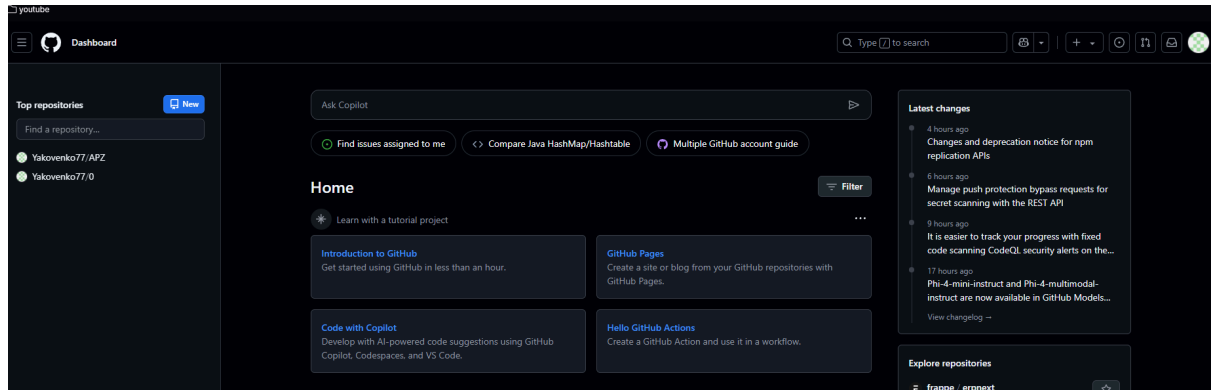 youtube
Dashboard
Type / to search
Top repositories
New
Find a repository...
Yakovenko77/APZ
Yakovenko77/0
Ask Copilot
Find issues assigned to me
Compare Java HashMap/Hashtable
Multiple GitHub account guide
Home
Filter
Learn with a tutorial project
Introduction to GitHub
Get started using GitHub in less than an hour.
GitHub Pages
Create a site or blog from your GitHub repositories with
GitHub Pages.
Code with Copilot
Develop with AI-powered code suggestions using GitHub
Copilot, Codespaces, and VS Code.
Hello GitHub Actions
Create a GitHub Action and use it in a workflow.
Latest changes
4 hours ago
Changes and deprecation notice for npm
replication APIs
6 hours ago
Manage push protection bypass requests for
secret scanning with the REST API
9 hours ago
It is easier to track your progress with fixed
code scanning CodeQL security alerts on the...
17 hours ago
Phi-4-mini-instruct and Phi-4-multimodal-
instruct are now available in GitHub Models...
View changelog →
Explore repositories
frappe / erpnext